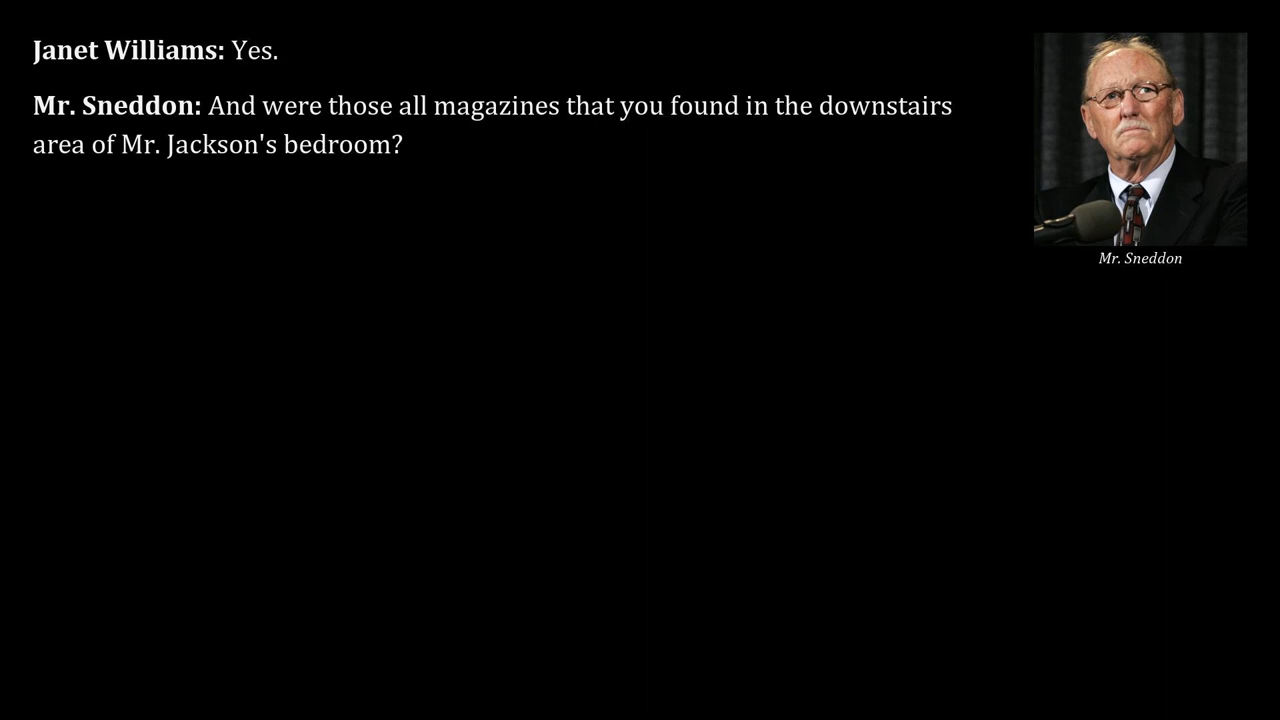 Janet Williams: Yes.
Mr. Sneddon: And were those all magazines that you found in the downstairs
area of Mr. Jackson's bedroom?
Mr. Sneddon